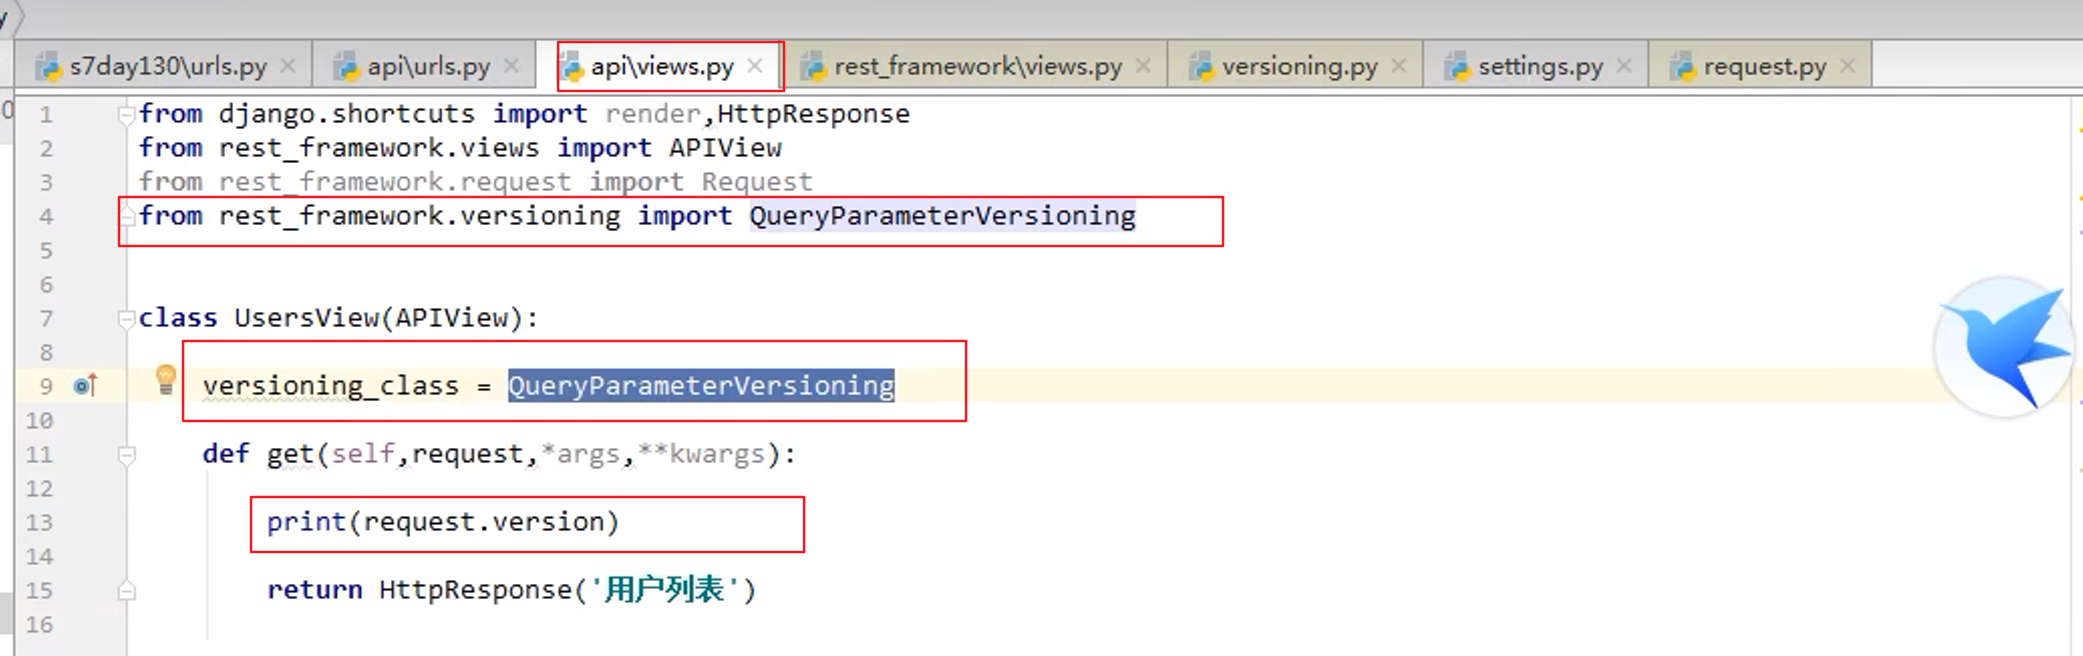 y
s7day130\urls.py api\urls.py api\views.py rest_framework\views.py versioning.py settings.py request.py
1 from django.shortcuts import render,HttpResponse
2 from rest_framework.views import APIView
3 from rest_framework.request import Request
4 from rest_framework.versioning import QueryParameterVersioning
5
6
7 class UsersView(APIView):
8
9 versioning_class = QueryParameterVersioning
10
11 def get(self,request,*args,**kwargs):
12
13 print(request.version)
14
15 return HttpResponse('用户列表')
16